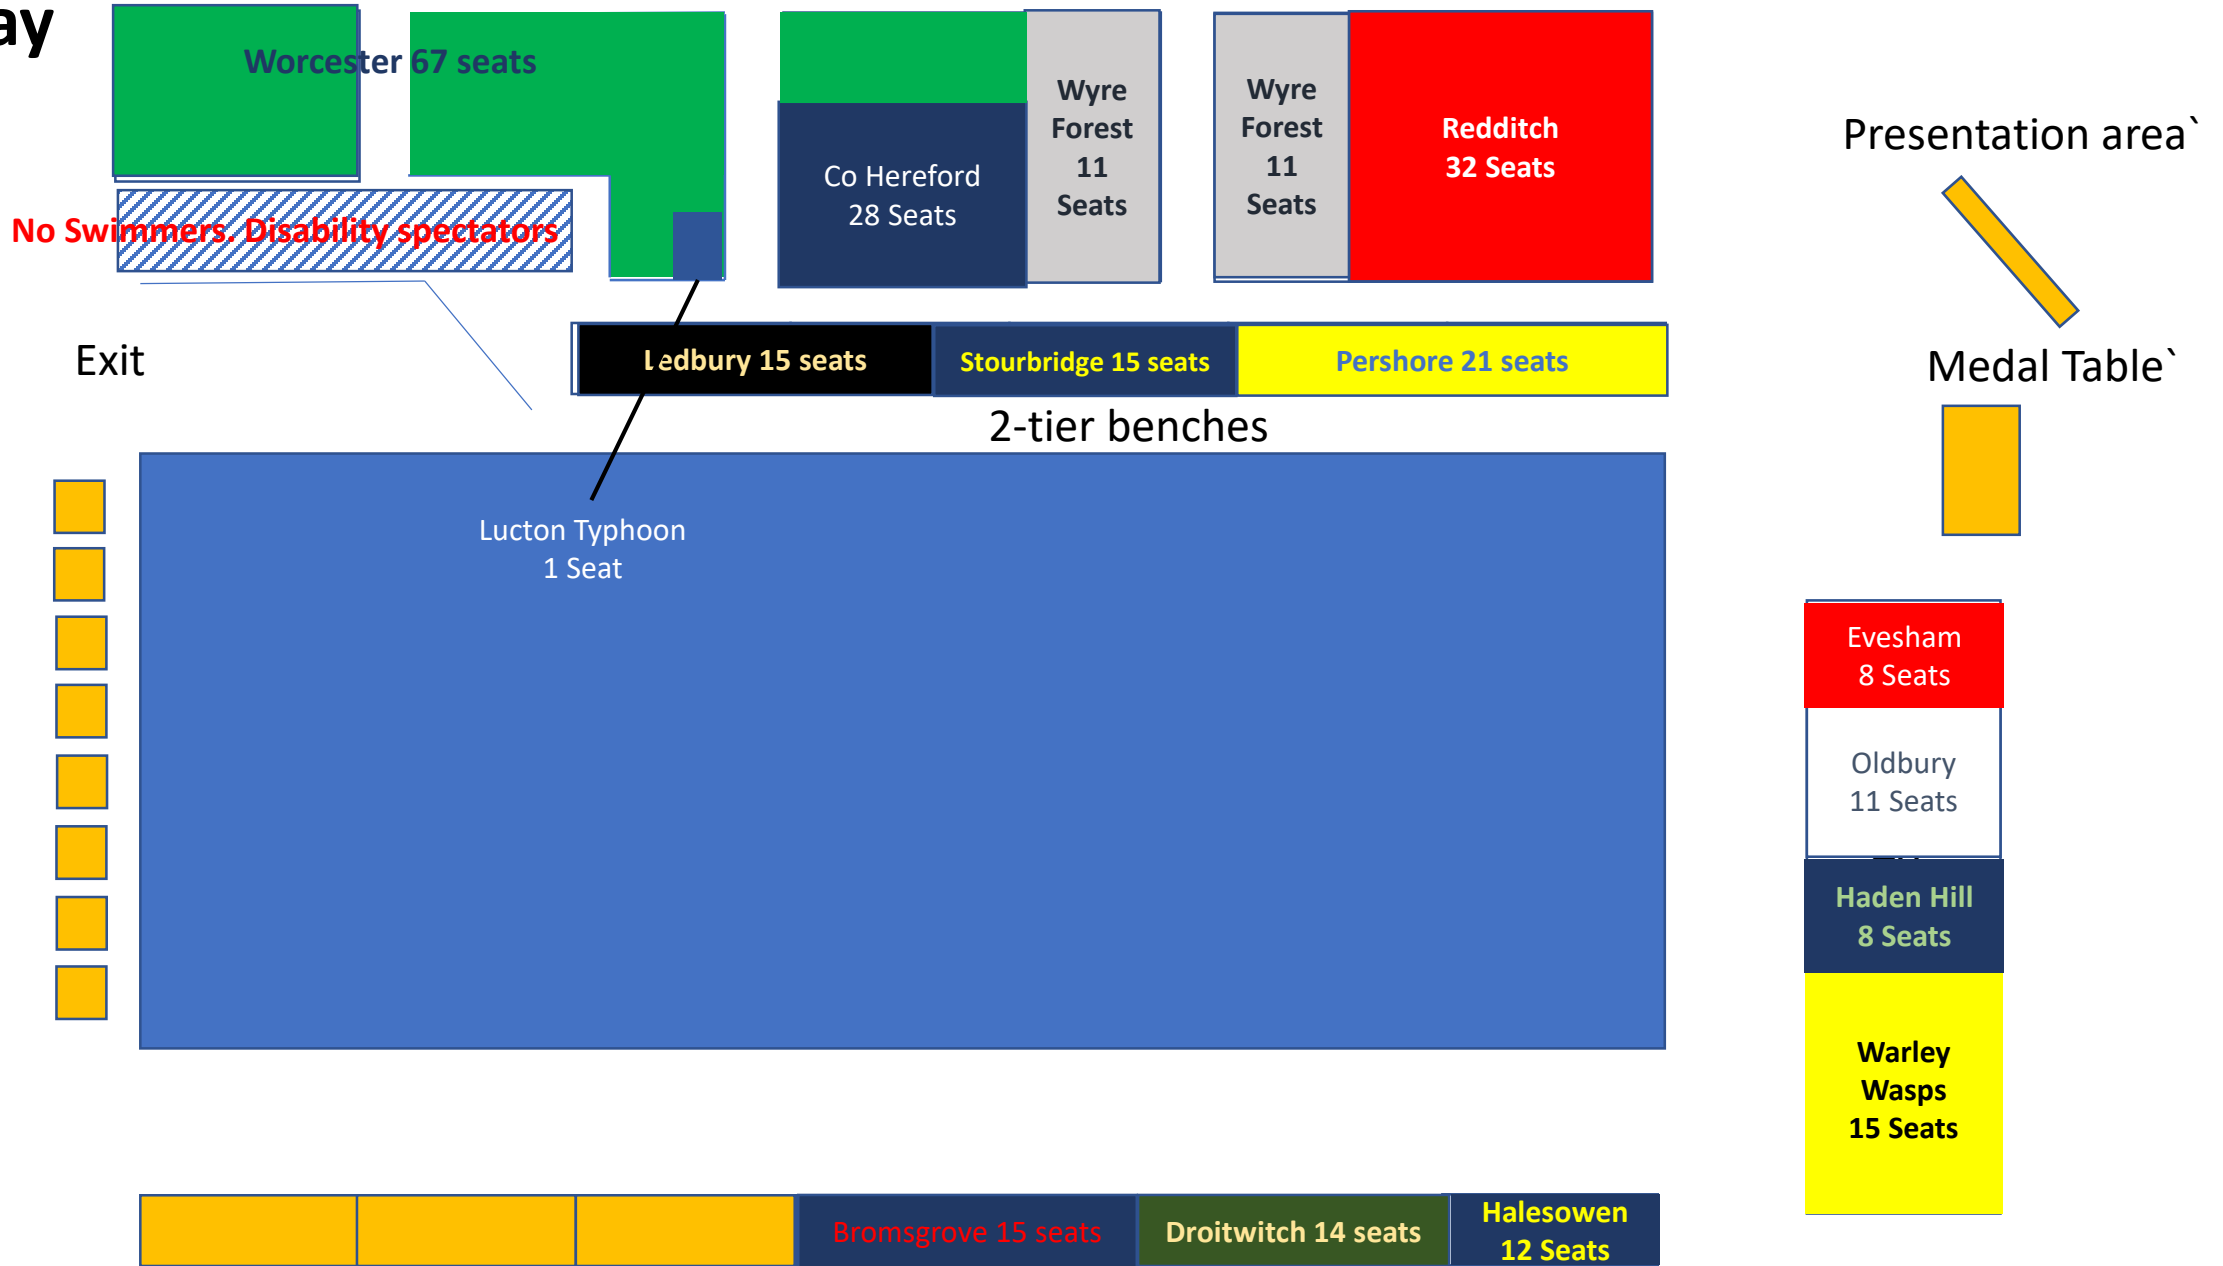 ay
Worcester 67 seats
Wyre
Forest
11
Seats
Wyre
Forest
11
Seats
Redditch
32 Seats
Co Hereford
28 Seats
Presentation area`
No Swimmers. Disability spectators
Exit
Ledbury 15 seats
Stourbridge 15 seats
Pershore 21 seats
Medal Table`
2-tier benches
Lucton Typhoon
1 Seat
Evesham
8 Seats
Oldbury
11 Seats
Haden Hill
8 Seats
Warley
Wasps
15 Seats
Bromsgrove 15 seats
Droitwitch 14 seats
Halesowen
12 Seats